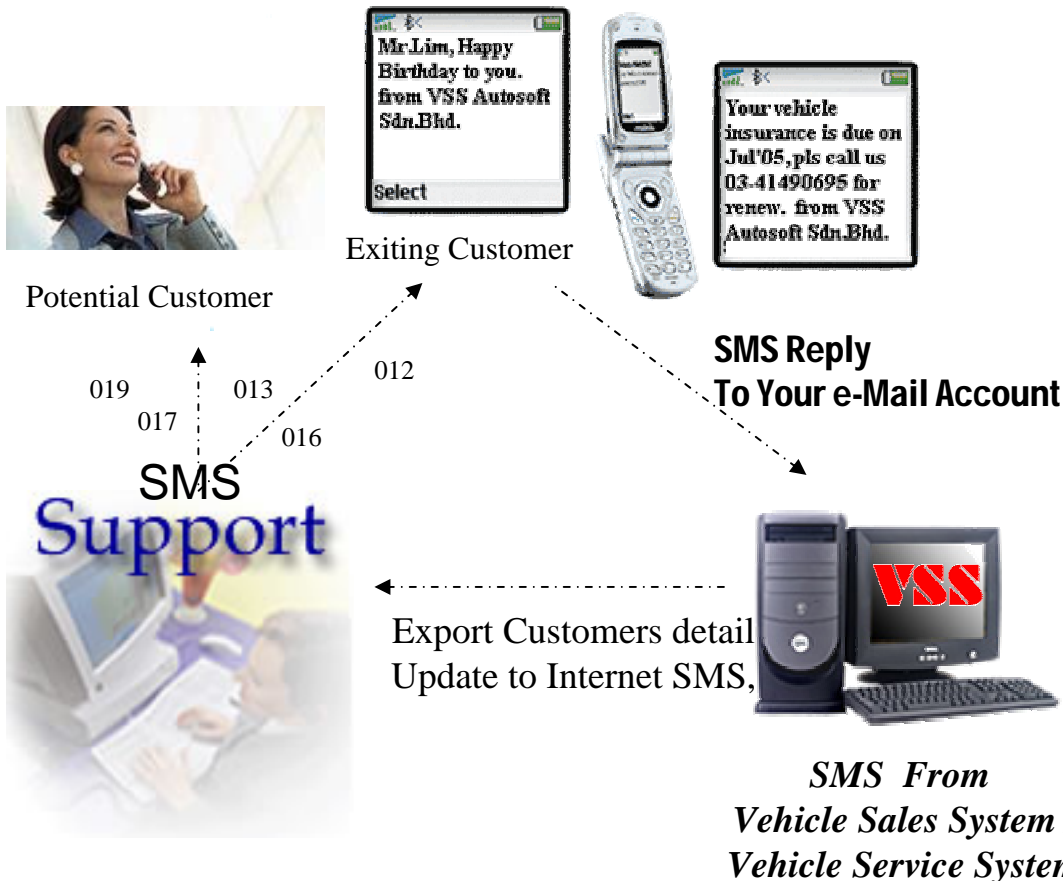 Mr.Lim, Happy
Birthday to you.
from VSS Autosoft
Sdn.Bhd.
Select
Your vehicle
insurance is due on
Jul'05,pls call us
03-41490695 for
renew. from VSS
Autosoft Sdn.Bhd.
Exiting Customer
Potential Customer
SMS Reply
To Your e-Mail Account
019
013
012
017
016
SMS
Support
VSS
Export Customers detail
Update to Internet SMS,
SMS From
Vehicle Sales System
Vehicle Service System